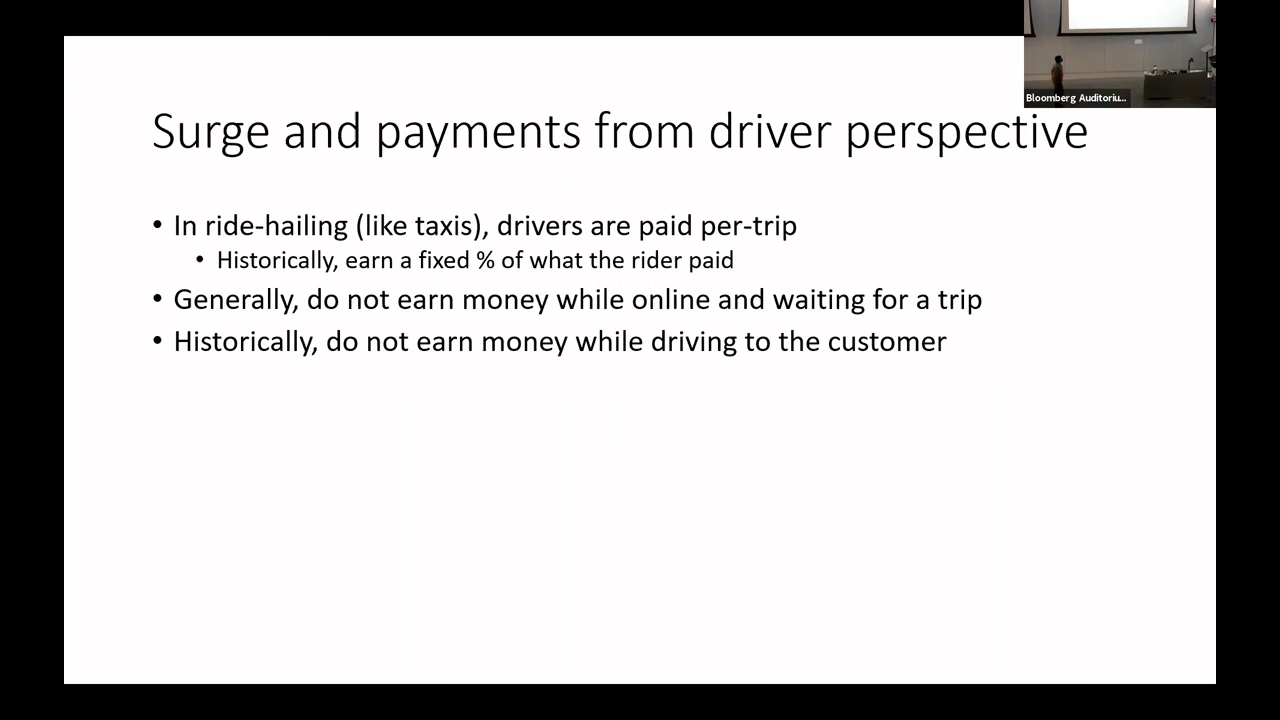 Bloomberg Auditoriu...
Surge and payments from driver perspective
• In ride-hailing (like taxis), drivers are paid per-trip
• Historically, earn a fixed % of what the rider paid
• Generally, do not earn money while online and waiting for a trip
• Historically, do not earn money while driving to the customer